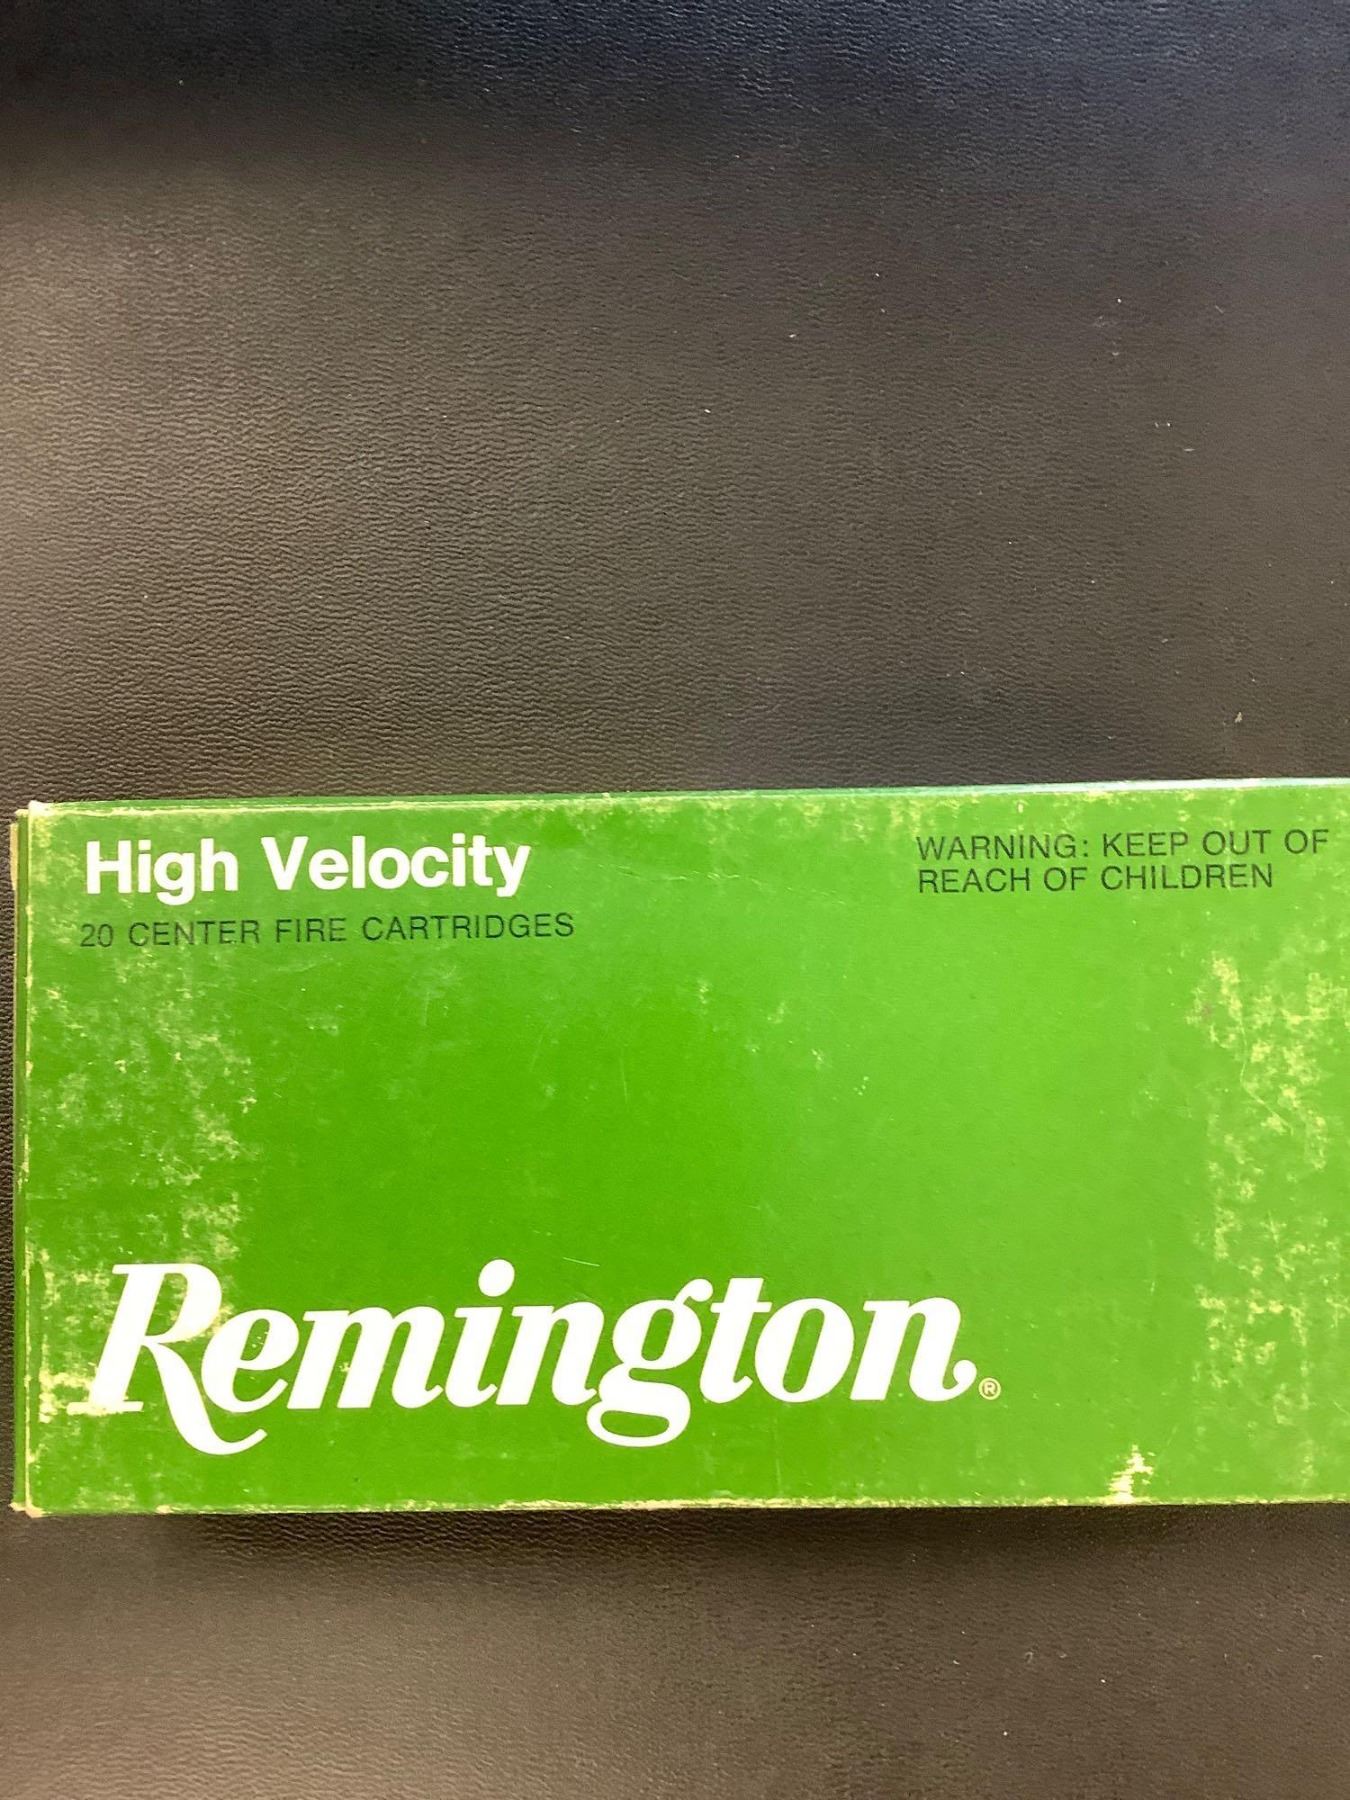 High Velocity
20 CENTER FIRE CARTRIDGES
WARNING: KEEP OUT OF
REACH OF CHILDREN
Remington®